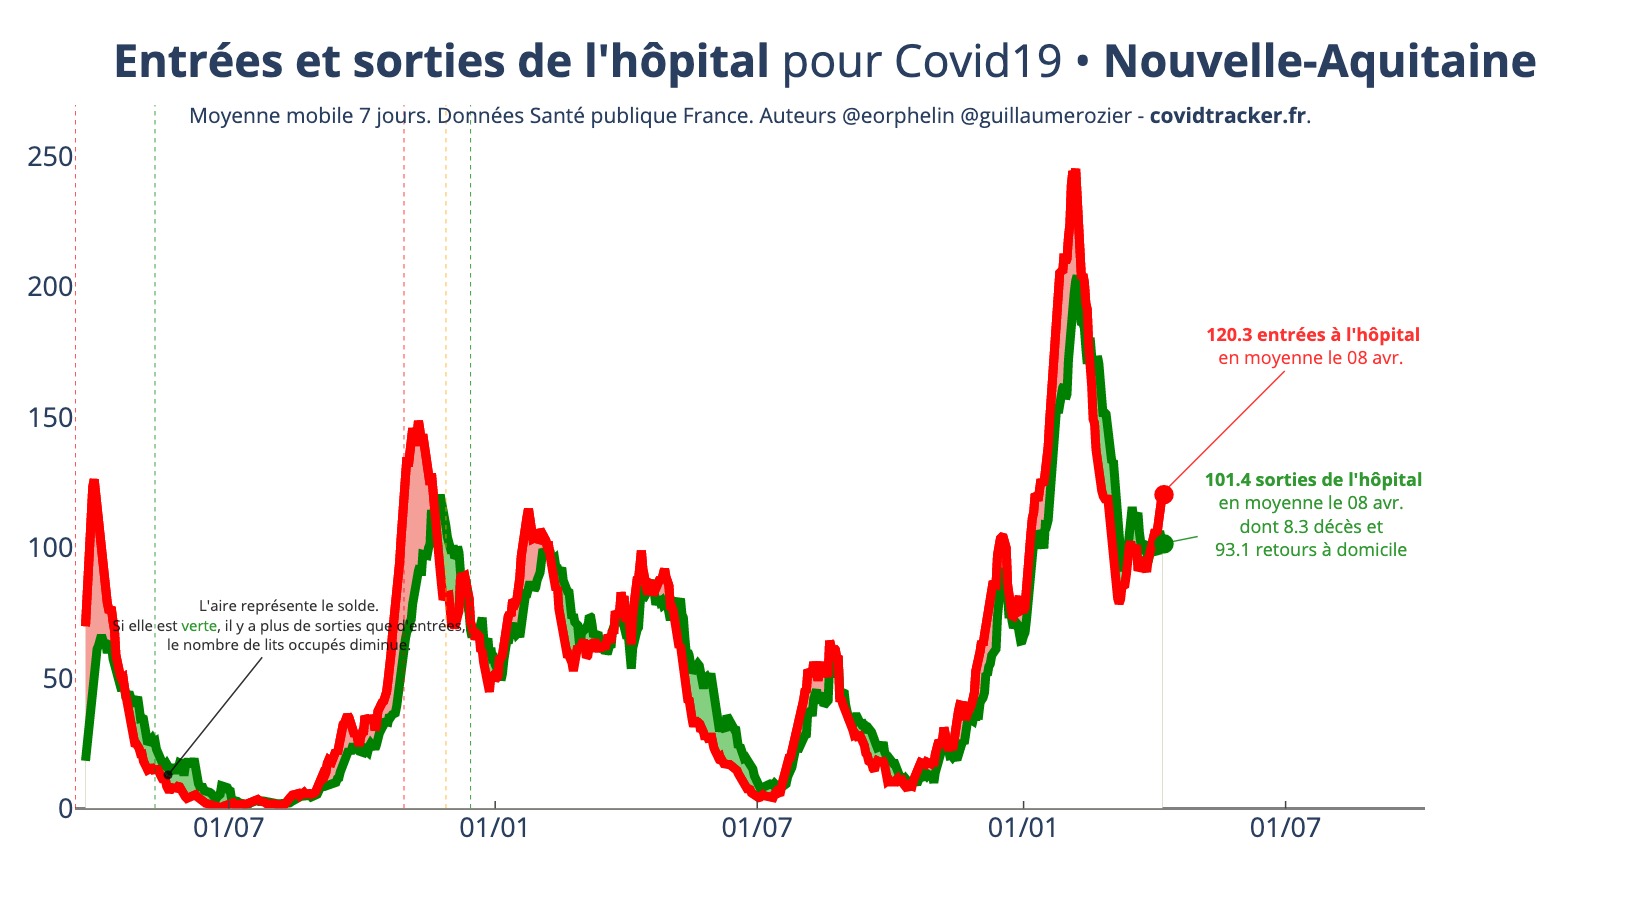 Entrées et sorties de l'hôpital pour Covid19 • Nouvelle-Aquitaine
Moyenne mobile 7 jours. Données Santé publique France. Auteurs @eorphelin @guillaumerozier - covidtracker.fr.
250
200
150
100
50
0
120.3 entrées à l'hôpital
en moyenne le 08 avr.
101.4 sorties de l'hôpital
en moyenne le 08 avr.
dont 8.3 décès et
93.1 retours à domicile
L'aire représente le solde.
Si elle est verte, il y a plus de sorties que d'entrées,
le nombre de lits occupés diminue.
01/07
01/01
01/07
01/01
01/07